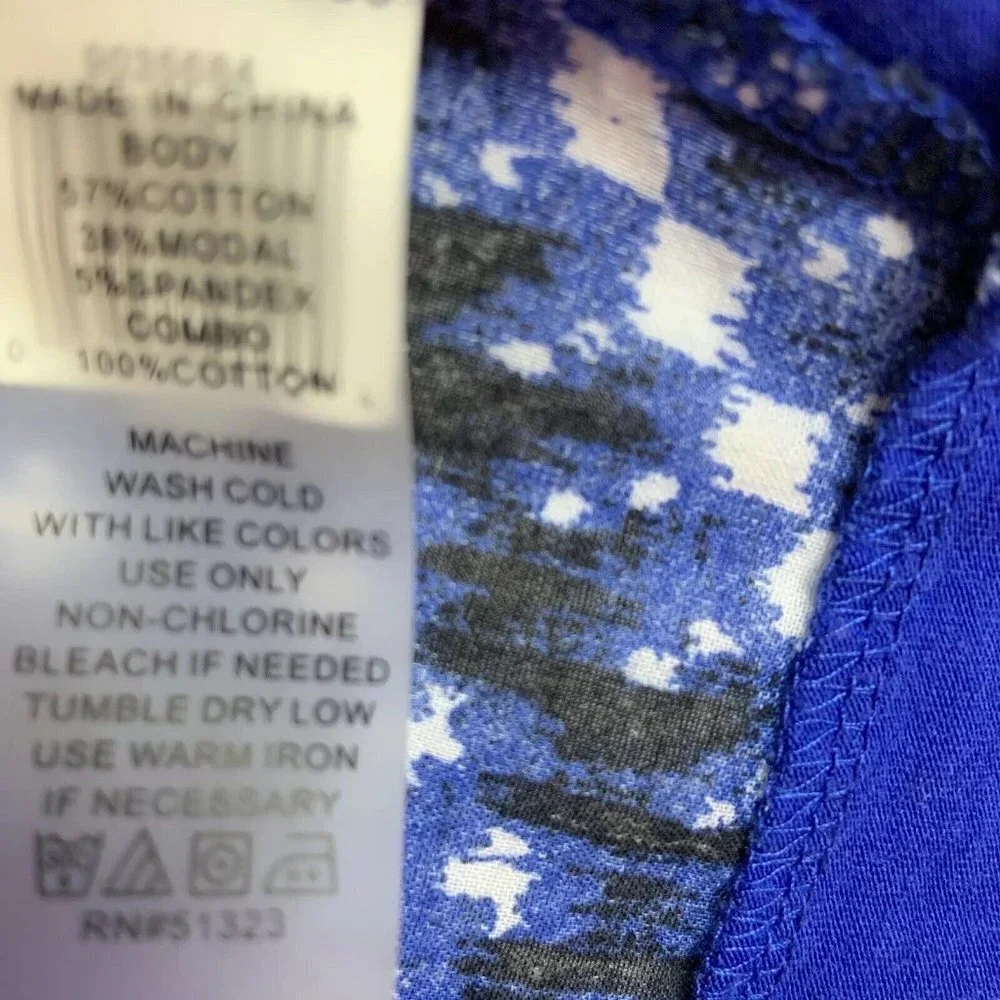 MADE IN CHINA
BODY
57%COTTON
38%MODAL
5%SPANDEX
COMBO
100%COTTON
MACHINE
WASH COLD
WITH LIKE COLORS
USE ONLY
NON-CHLORINE
BLEACH IF NEEDED
TUMBLE DRY LOW
USE WARM IRON
IF NECESSARY
RN#51323